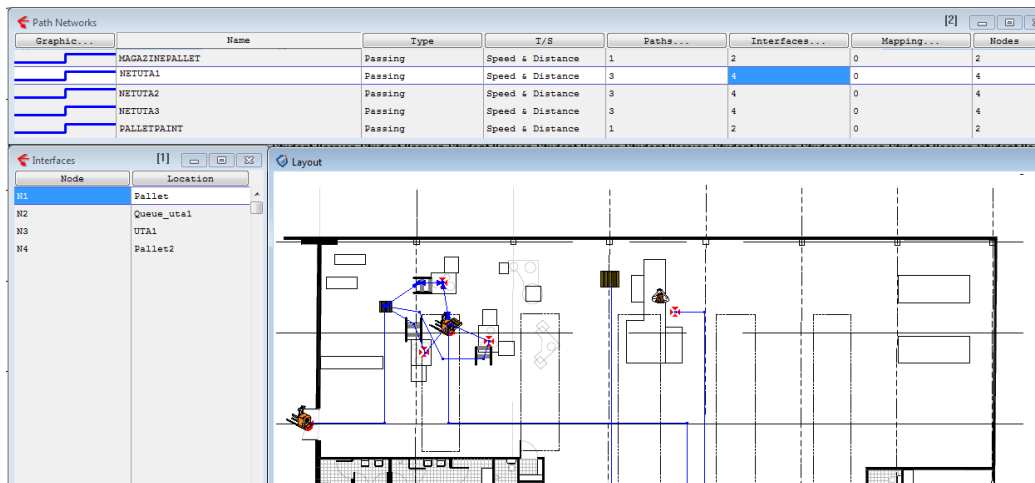 Path Networks [2]
Graphic... Name Type T/S Paths... Interfaces... Mapping... Nodes
MAGAZINEPALLET Passing Speed & Distance 1 2 0 2
NETUTA1 Passing Speed & Distance 3 4 0 4
NETUTA2 Passing Speed & Distance 3 4 0 4
NETUTA3 Passing Speed & Distance 3 4 0 4
PALLETPAINT Passing Speed & Distance 1 2 0 2
Interfaces [1]
Layout
Node Location
N1 Pallet
N2 Queue_uta1
N3 UTA1
N4 Pallet2